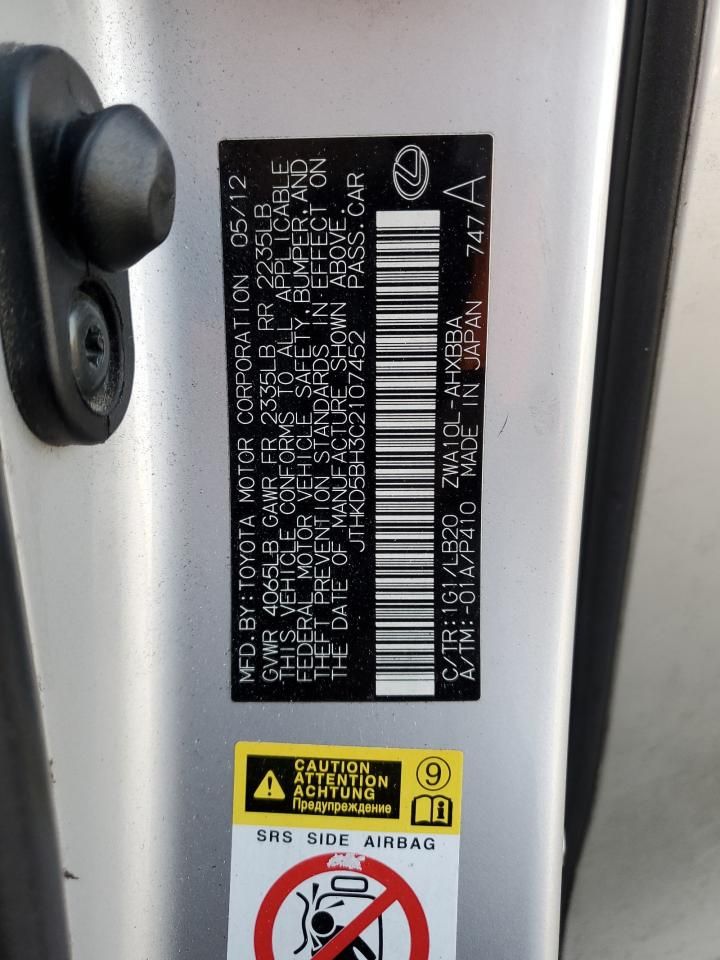 MFD.BY:TOYOTA MOTOR CORPORATION 05/12
GVWR 4065LB GAWR FR 2335LB RR 2235LB
THIS VEHICLE CONFORMS TO ALL APPLICABLE
FEDERAL MOTOR VEHICLE SAFETY, BUMPER, AND
THEFT PREVENTION STANDARDS IN EFFECT ON
THE DATE OF MANUFACTURE SHOWN ABOVE.
JTHKD5BH3C2107452 PASS. CAR
C/TR:1G1/LB20 ZWA10L-AHXBBA
A/TM:-01A/P410 MADE IN JAPAN 747 A
CAUTION
ATTENTION
ACHTUNG
Предупреждение
9
i
SRS SIDE AIRBAG